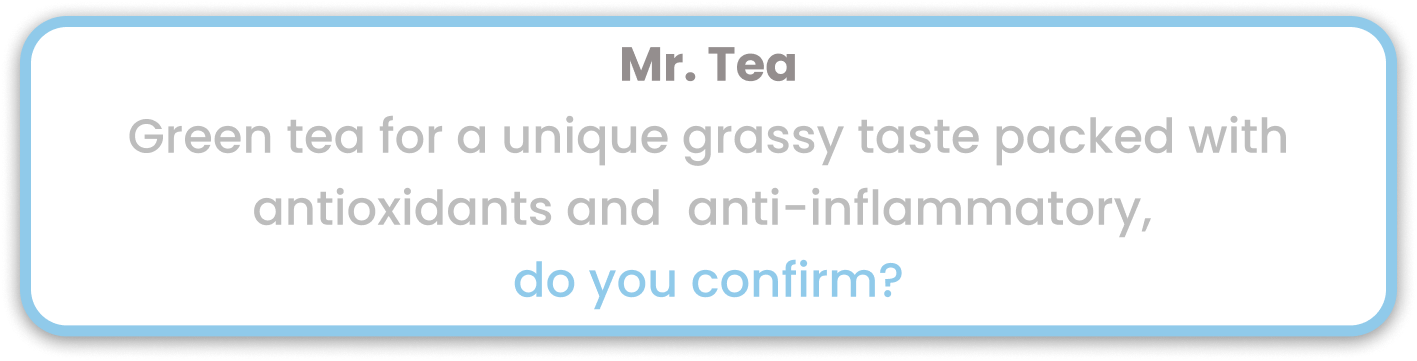 Mr. Tea
Green tea for a unique grassy taste packed with
antioxidants and  anti-inflammatory,
do you confirm?